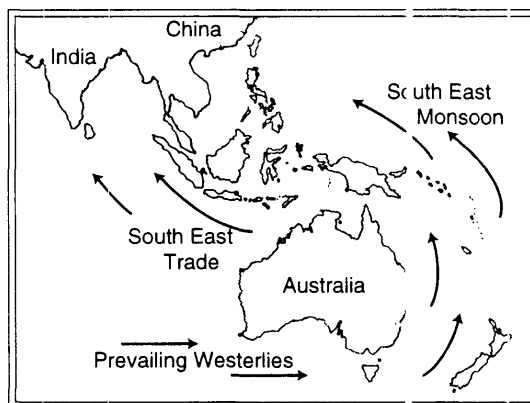 China
India
South East
Monsoon
South East
Trade
Australia
Prevailing Westerlies